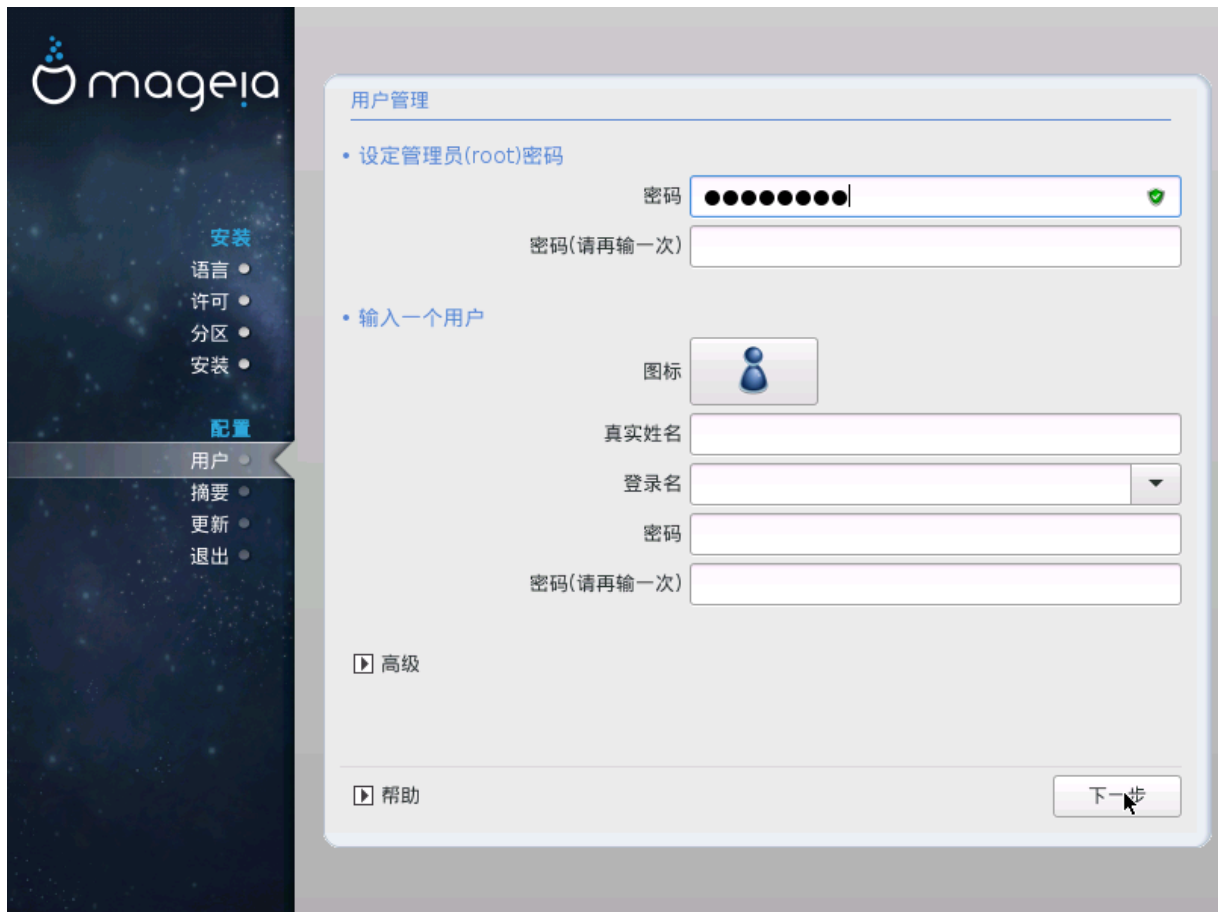 mageia
安装
语言
许可
分区
安装
配置
用户
摘要
更新
退出
用户管理
• 设定管理员(root)密码
密码 ●●●●●●●●
密码(请再输一次)
• 输入一个用户
图标
真实姓名
登录名
密码
密码(请再输一次)
高级
帮助
下一步